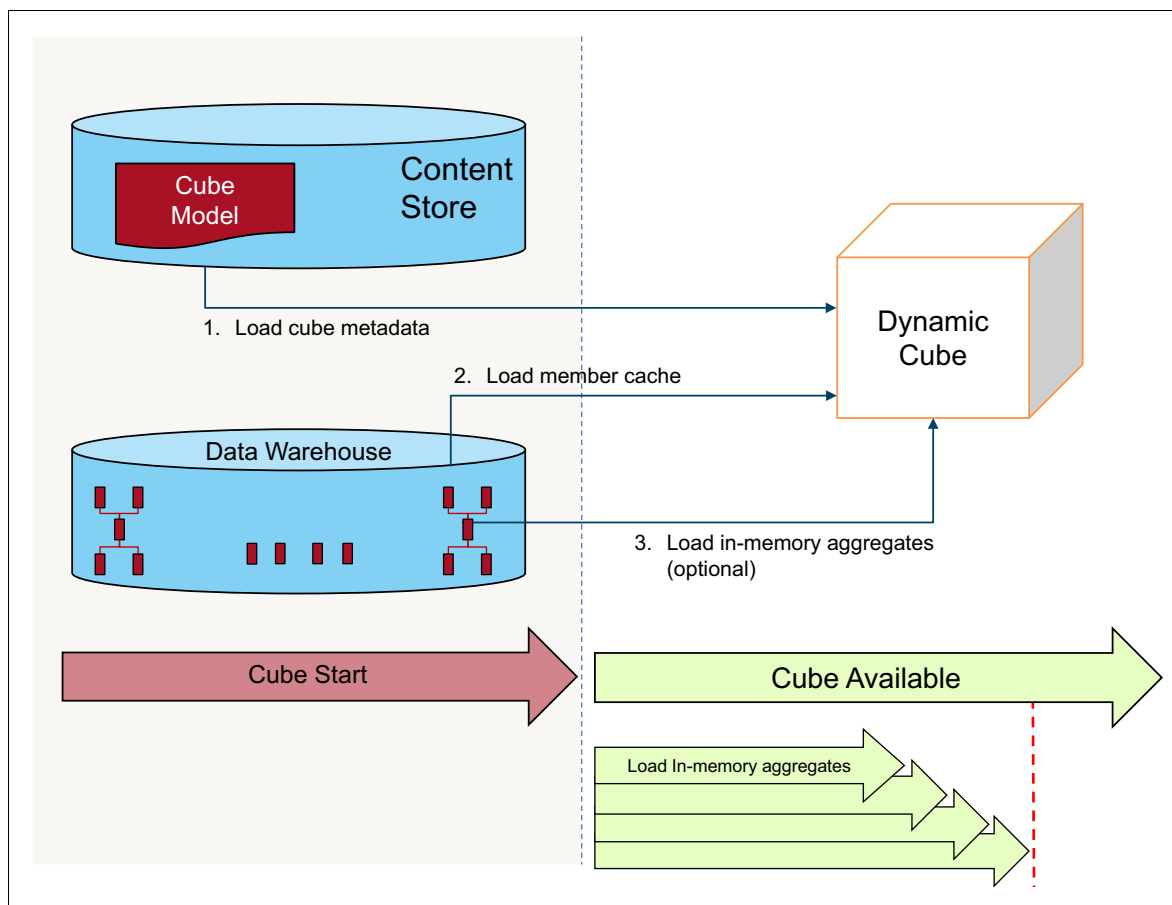 Content
Store
Cube
Model
1. Load cube metadata
Dynamic
Cube
2. Load member cache
Data Warehouse
3. Load in-memory aggregates
(optional)
Cube Start
Cube Available
Load In-memory aggregates